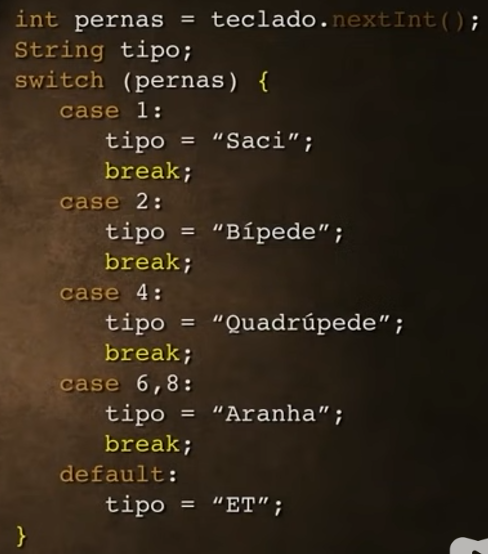 int pernas = teclado.nextInt();
String tipo;
switch (pernas) {
case 1:
tipo = “Saci”;
break;
case 2:
tipo = “Bípede”;
break;
case 4:
tipo = “Quadrúpede”;
break;
case 6,8:
tipo = “Aranha”;
break;
default:
tipo = “ET”;
}